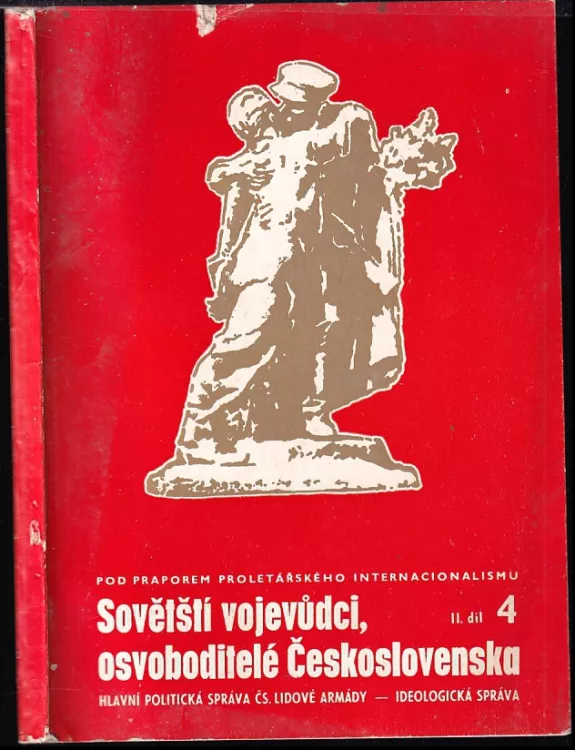 POD PRAPOREM PROLETÁŘSKÉHO INTERNACIONALISMU
Sovětští vojevůdci, II. díl 4
osvoboditelé Československa
HLAVNÍ POLITICKÁ SPRÁVA ČS. LIDOVÉ ARMÁDY — IDEOLOGICKÁ SPRÁVA